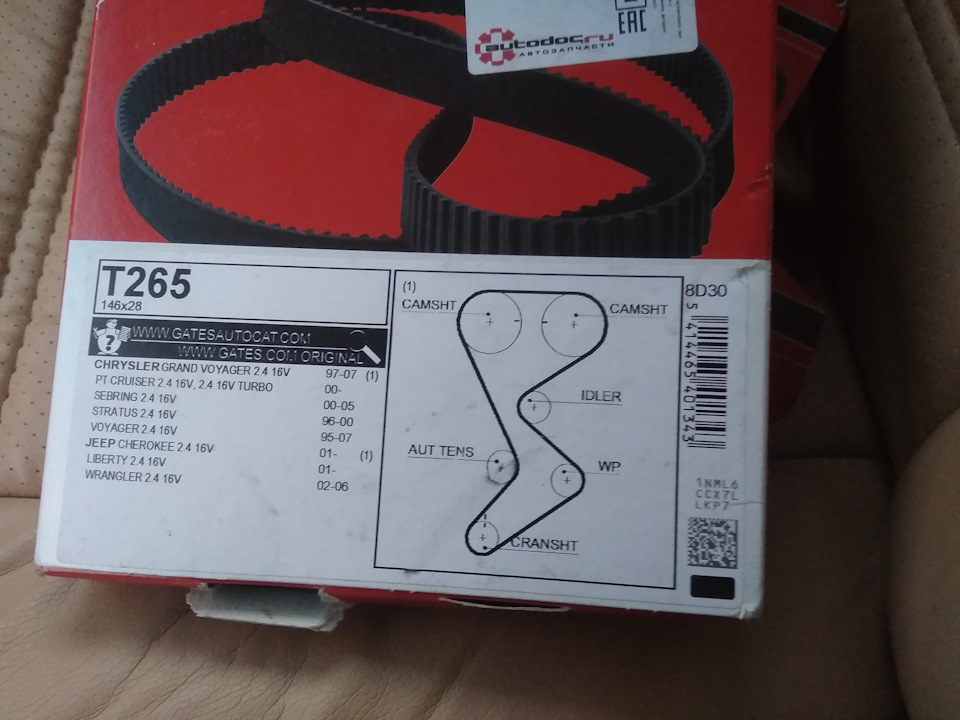 autodoc.ru
АВТОЗАПЧАСТИ
EAC
T265
146x28
WWW.GATESAUTOCAT.COM
WWW.GATES.COM ORIGINAL
CHRYSLER GRAND VOYAGER 2.4 16V 97-07 (1)
PT CRUISER 2.4 16V, 2.4 16V TURBO 00-
SEBRING 2.4 16V 00-05
STRATUS 2.4 16V 96-00
VOYAGER 2.4 16V 95-07
JEEP CHEROKEE 2.4 16V 01- (1)
LIBERTY 2.4 16V 01-
WRANGLER 2.4 16V 02-06
(1)
CAMSHT
CAMSHT
IDLER
AUT TENS
WP
CRANSHT
8D30
5 414465 401343
1NML6
CCX7L
LKP7